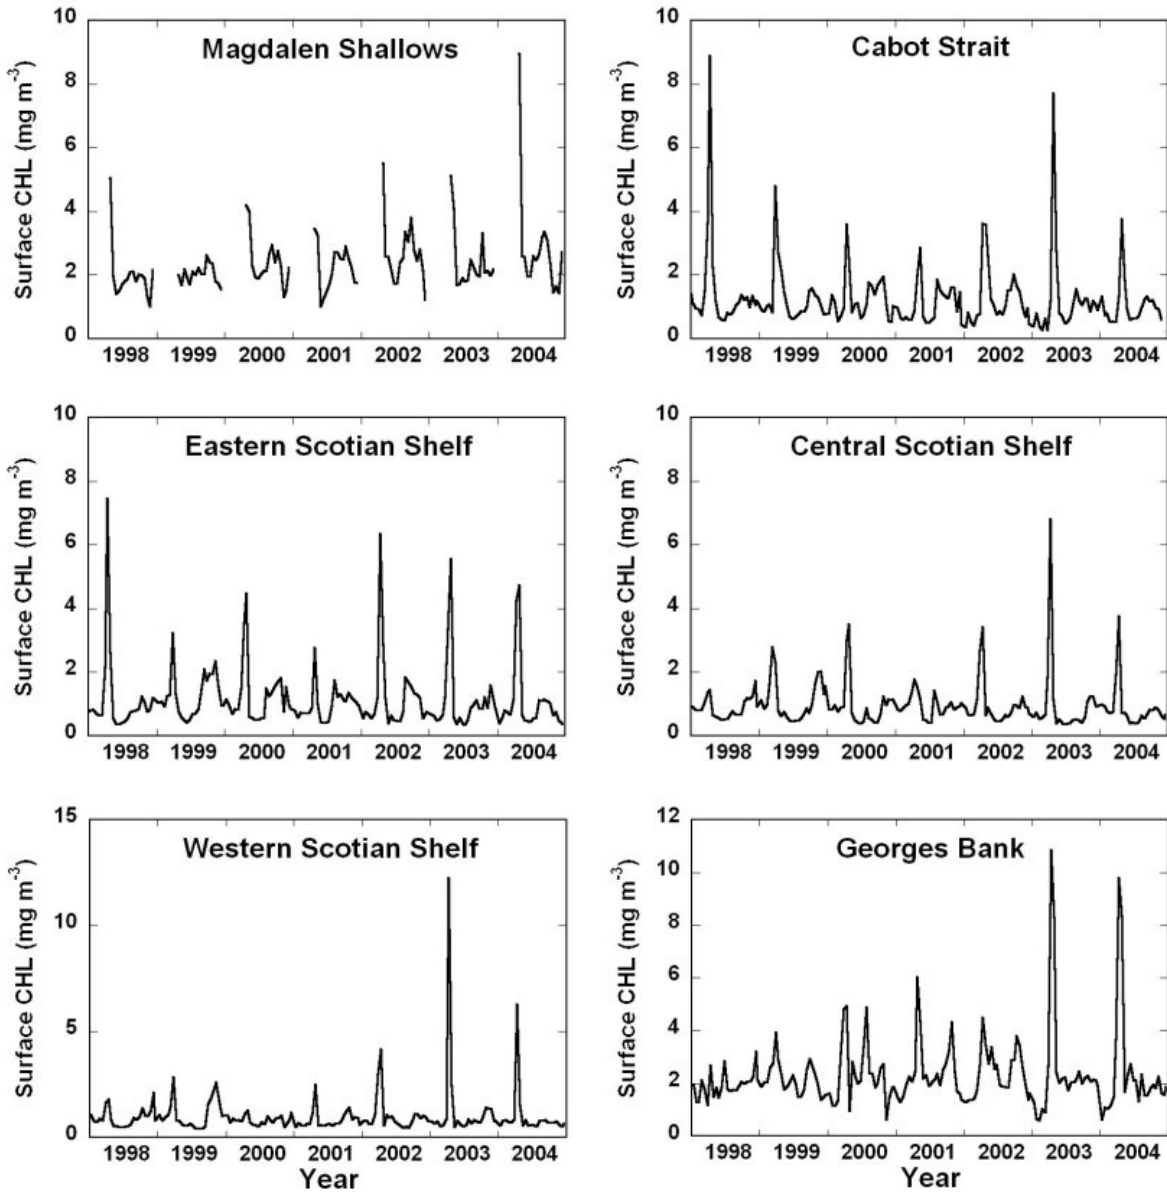 Magdalen Shallows
Surface CHL (mg m-3)
10
8
6
4
2
0
1998 1999 2000 2001 2002 2003 2004
Cabot Strait
Surface CHL (mg m-3)
10
8
6
4
2
0
1998 1999 2000 2001 2002 2003 2004
Eastern Scotian Shelf
Surface CHL (mg m-3)
10
8
6
4
2
0
1998 1999 2000 2001 2002 2003 2004
Central Scotian Shelf
Surface CHL (mg m-3)
10
8
6
4
2
0
1998 1999 2000 2001 2002 2003 2004
Western Scotian Shelf
Surface CHL (mg m-3)
15
10
5
0
1998 1999 2000 2001 2002 2003 2004
Year
Georges Bank
Surface CHL (mg m-3)
12
10
8
6
4
2
0
1998 1999 2000 2001 2002 2003 2004
Year